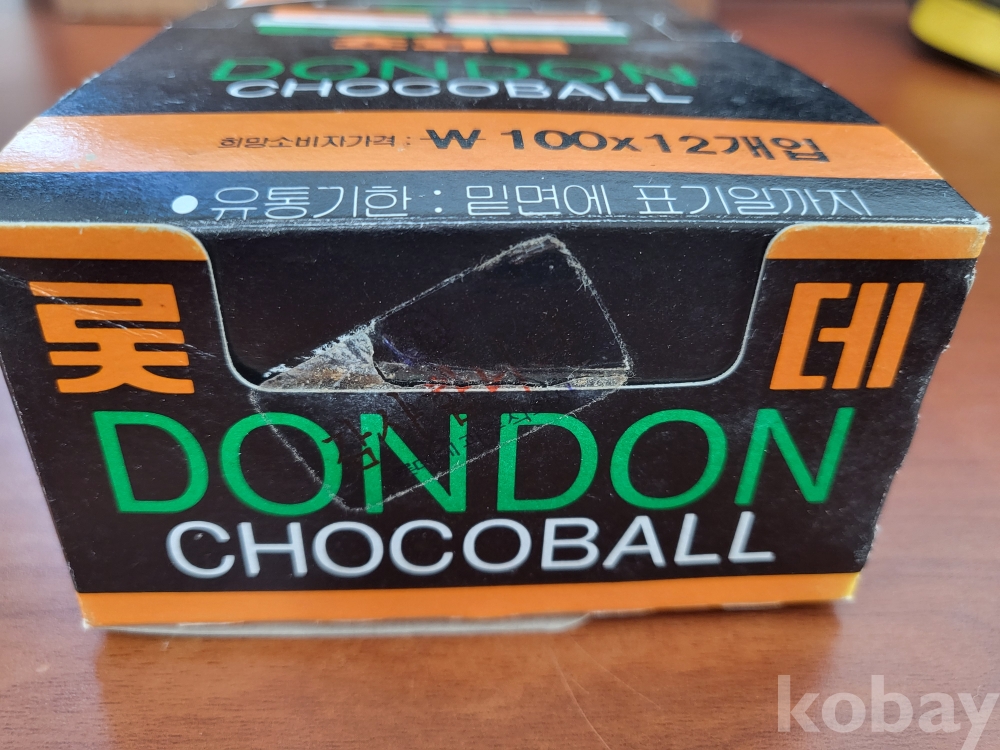 DONDON
CHOCOBALL
희망소비자가격 : ₩ 100x12개입
● 유통기한 : 밑면에 표기일까지
롯데
DONDON
CHOCOBALL
kobay